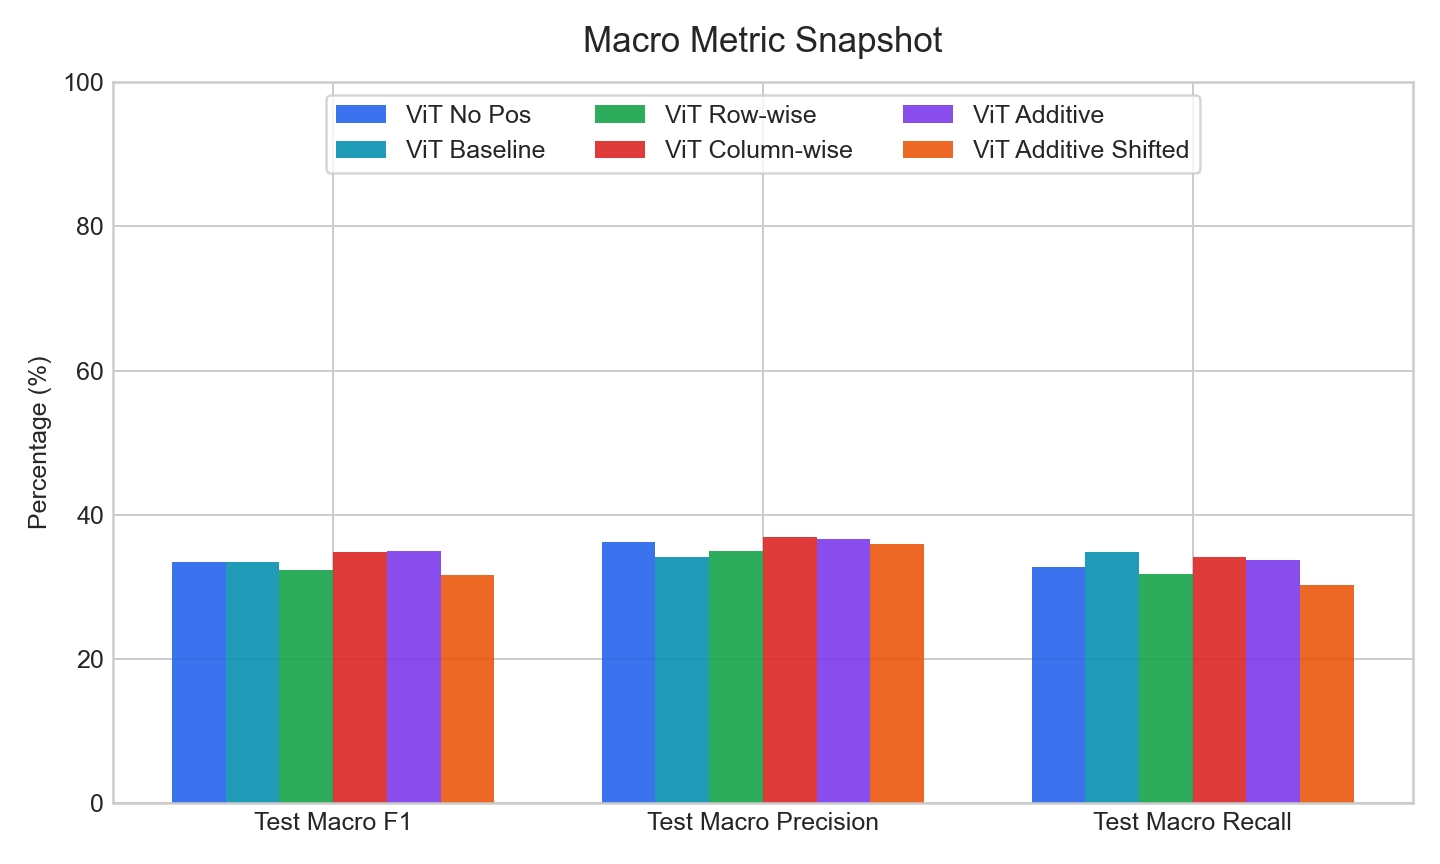 Macro Metric Snapshot
ViT No Pos
ViT Baseline
ViT Row-wise
ViT Column-wise
ViT Additive
ViT Additive Shifted
Percentage (%)
100
80
60
40
20
0
Test Macro F1
Test Macro Precision
Test Macro Recall